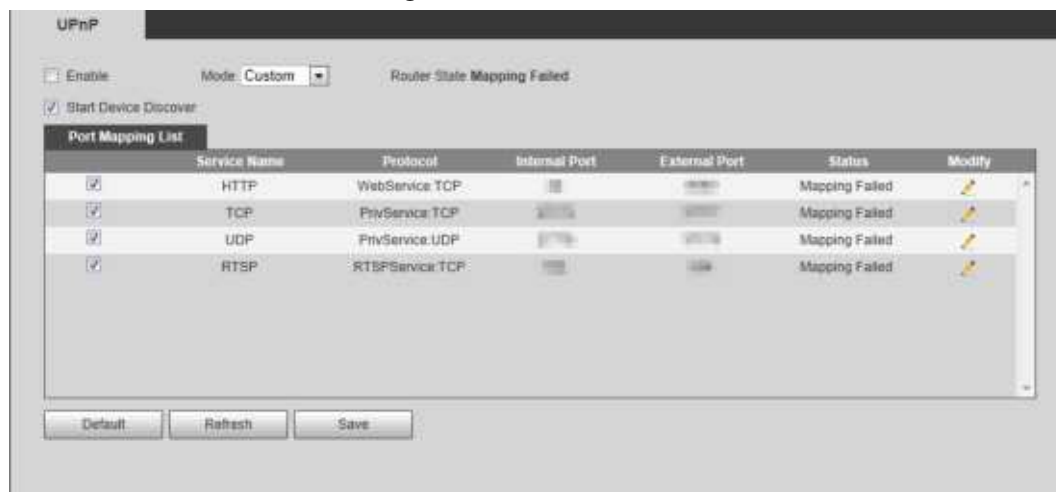 UPnP
Enable Mode Custom Router State Mapping Failed
Start Device Discover
Port Mapping List
Service Name Protocol Internal Port External Port Status Modify
HTTP WebService:TCP Mapping Failed
TCP PrivService:TCP Mapping Failed
UDP PrivService:UDP Mapping Failed
RTSP RTSPService:TCP Mapping Failed
Default Refresh Save